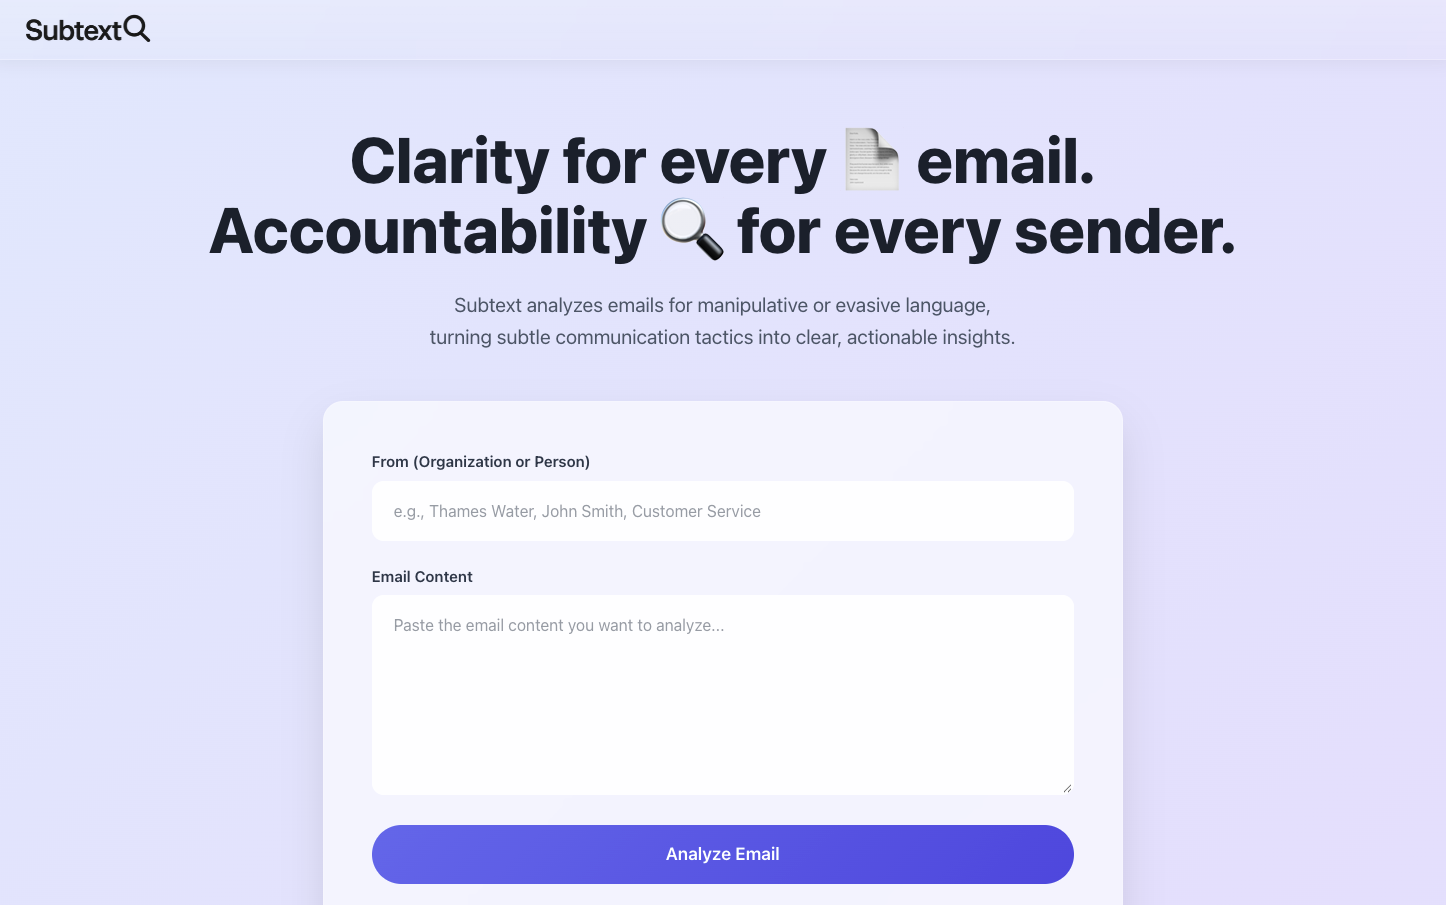 Subtext
Clarity for every email.
Accountability for every sender.
Subtext analyzes emails for manipulative or evasive language,
turning subtle communication tactics into clear, actionable insights.
From (Organization or Person)
e.g., Thames Water, John Smith, Customer Service
Email Content
Paste the email content you want to analyze...
Analyze Email